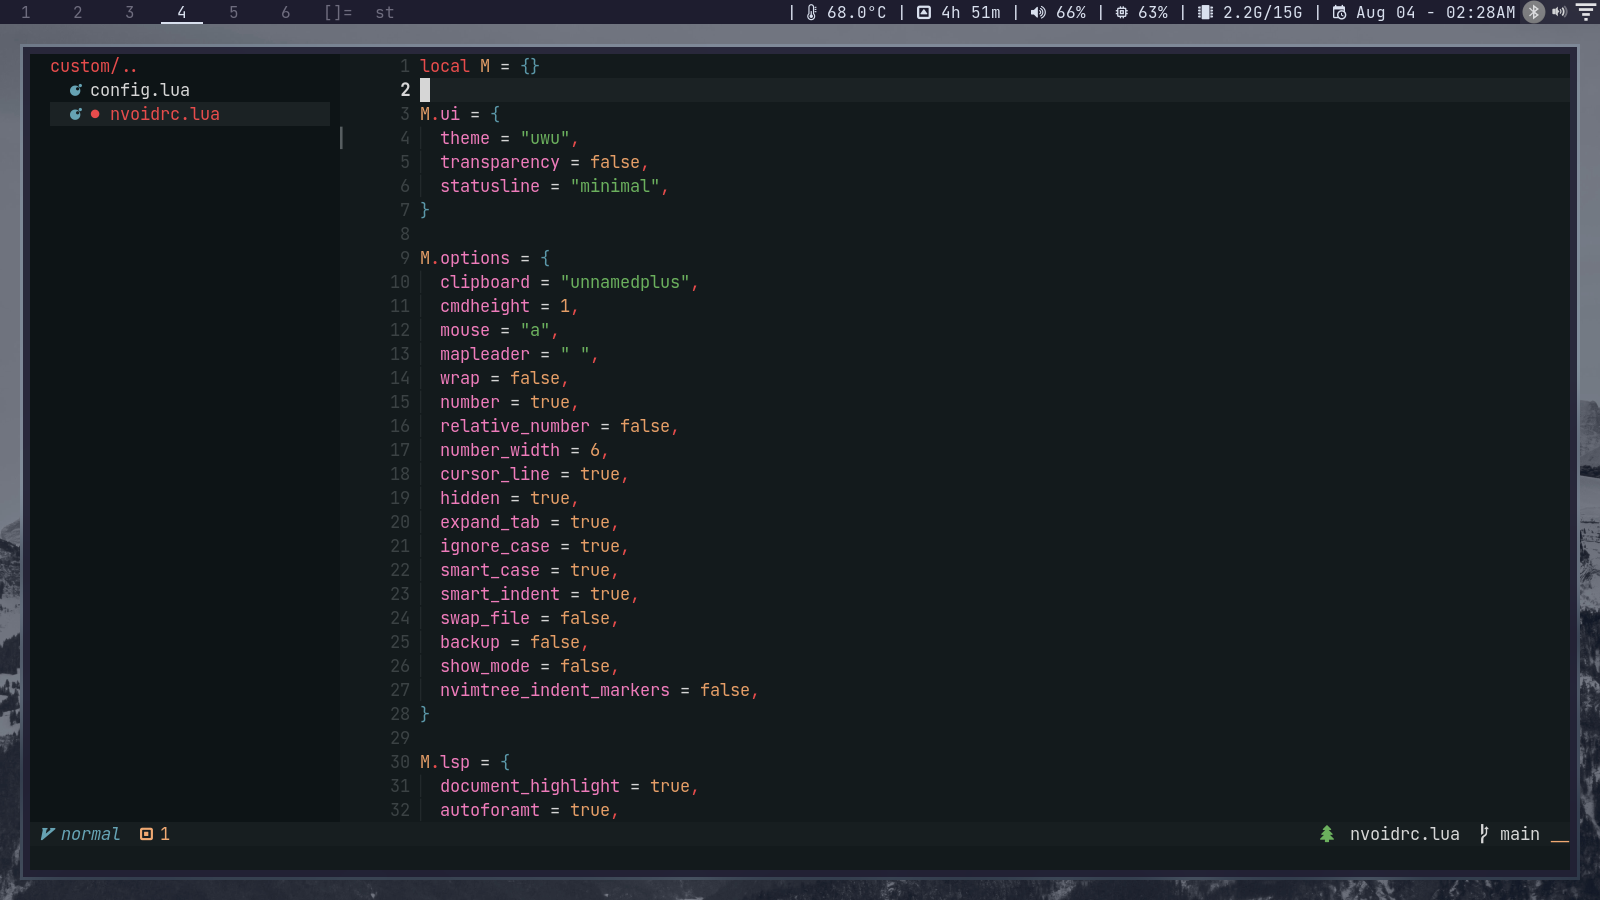 1 2 3 4 5 6 []= st | 68.0°C | 4h 51m | 66% | 63% | 2.2G/15G | Aug 04 - 02:28AM
custom/..
config.lua
nvoidrc.lua
1 local M = {}
2
3 M.ui = {
4 theme = "uwu",
5 transparency = false,
6 statusline = "minimal",
7 }
8
9 M.options = {
10 clipboard = "unnamedplus",
11 cmdheight = 1,
12 mouse = "a",
13 mapleader = " ",
14 wrap = false,
15 number = true,
16 relative_number = false,
17 number_width = 6,
18 cursor_line = true,
19 hidden = true,
20 expand_tab = true,
21 ignore_case = true,
22 smart_case = true,
23 smart_indent = true,
24 swap_file = false,
25 backup = false,
26 show_mode = false,
27 nvimtree_indent_markers = false,
28 }
29
30 M.lsp = {
31 document_highlight = true,
32 autoforamt = true,
normal 1 nvoidrc.lua main __